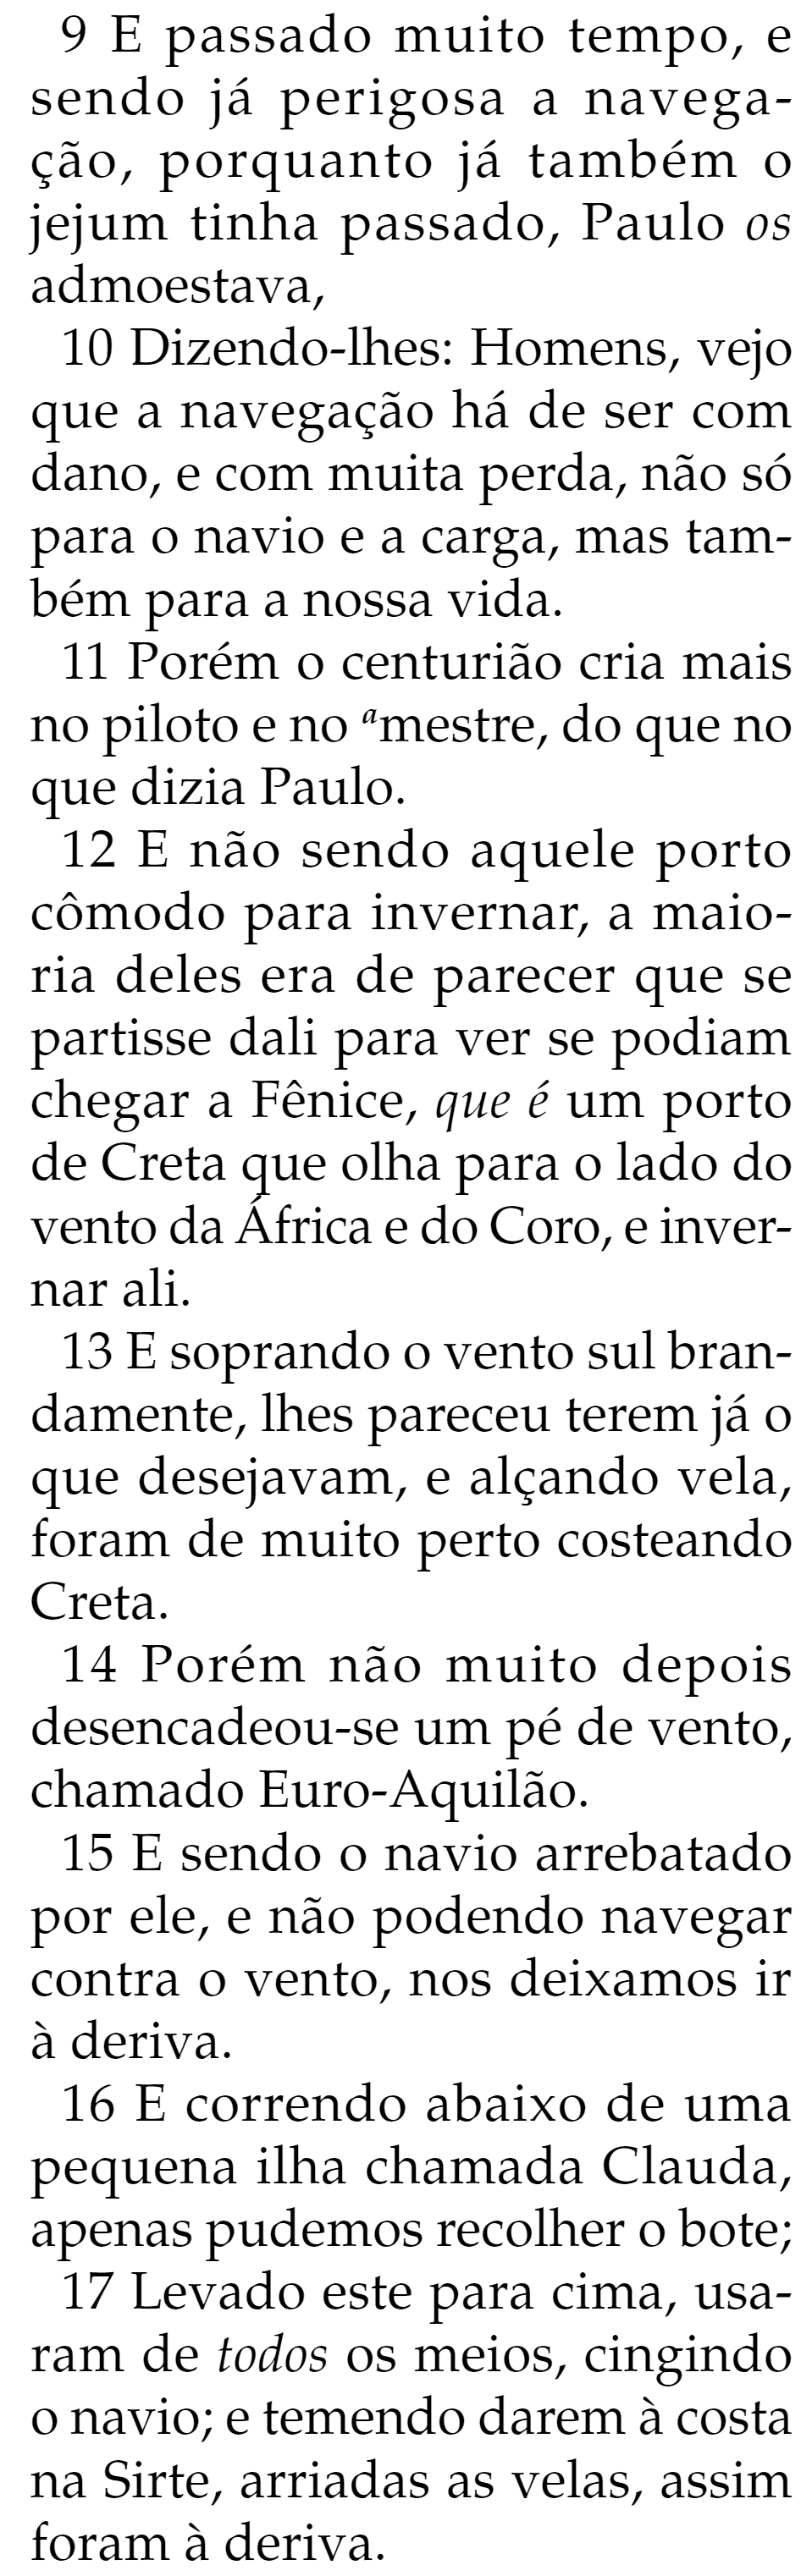 9 E passado muito tempo, e
sendo já perigosa a navega-
ção, porquanto já também o
jejum tinha passado, Paulo os
admoestava,
10 Dizendo-lhes: Homens, vejo
que a navegação há de ser com
dano, e com muita perda, não só
para o navio e a carga, mas tam-
bém para a nossa vida.
11 Porém o centurião cria mais
no piloto e no ᵃmestre, do que no
que dizia Paulo.
12 E não sendo aquele porto
cômodo para invernar, a maio-
ria deles era de parecer que se
partisse dali para ver se podiam
chegar a Fênice, que é um porto
de Creta que olha para o lado do
vento da África e do Coro, e inver-
nar ali.
13 E soprando o vento sul bran-
damente, lhes pareceu terem já o
que desejavam, e alçando vela,
foram de muito perto costeando
Creta.
14 Porém não muito depois
desencadeou-se um pé de vento,
chamado Euro-Aquilão.
15 E sendo o navio arrebatado
por ele, e não podendo navegar
contra o vento, nos deixamos ir
à deriva.
16 E correndo abaixo de uma
pequena ilha chamada Clauda,
apenas pudemos recolher o bote;
17 Levado este para cima, usa-
ram de todos os meios, cingindo
o navio; e temendo darem à costa
na Sirte, arriadas as velas, assim
foram à deriva.